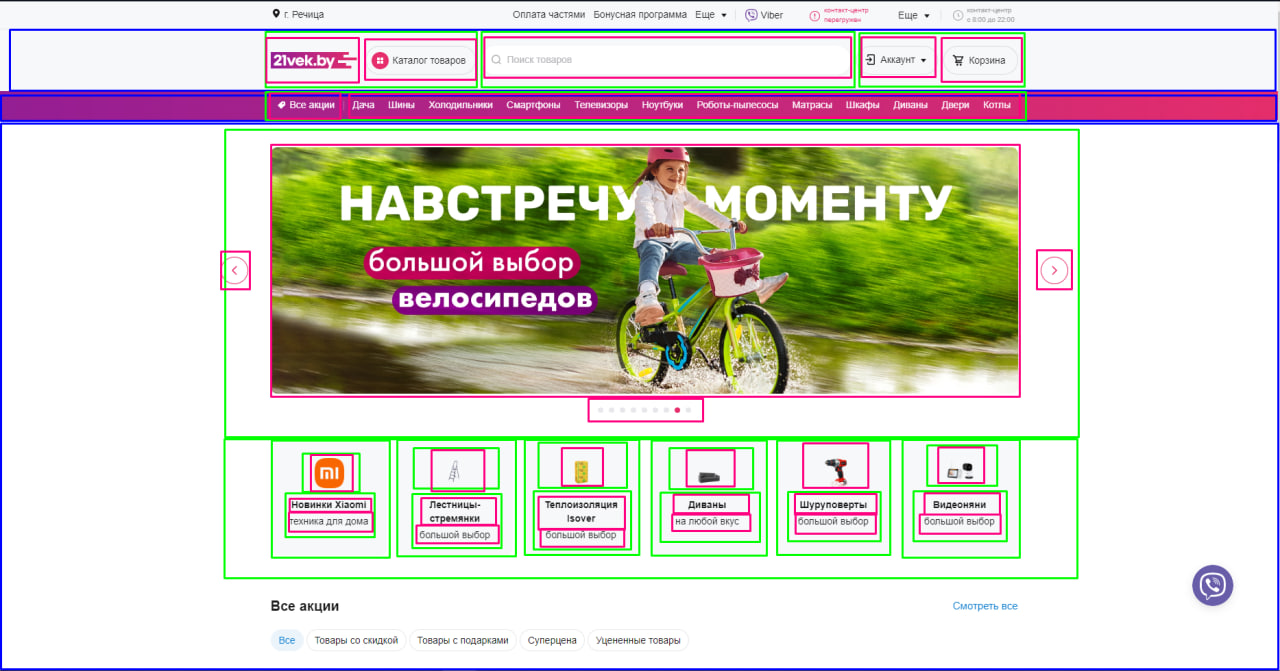 г. Речица
Оплата частями Бонусная программа Еще Viber контакт-центр перегружен Еще контакт-центр с 8:00 до 22:00
21vek.by Каталог товаров Поиск товаров Аккаунт Корзина
Все акции Дача Шины Холодильники Смартфоны Телевизоры Ноутбуки Роботы-пылесосы Матрасы Шкафы Диваны Двери Котлы
НАВСТРЕЧУ МОМЕНТУ
большой выбор
велосипедов
mi
Новинки Xiaomi
техника для дома
Лестницы-
стремянки
большой выбор
Теплоизоляция
Isover
большой выбор
Диваны
на любой вкус
Шуруповерты
большой выбор
Видеоняни
большой выбор
Все акции Смотреть все
Все Товары со скидкой Товары с подарками Суперцена Уцененные товары